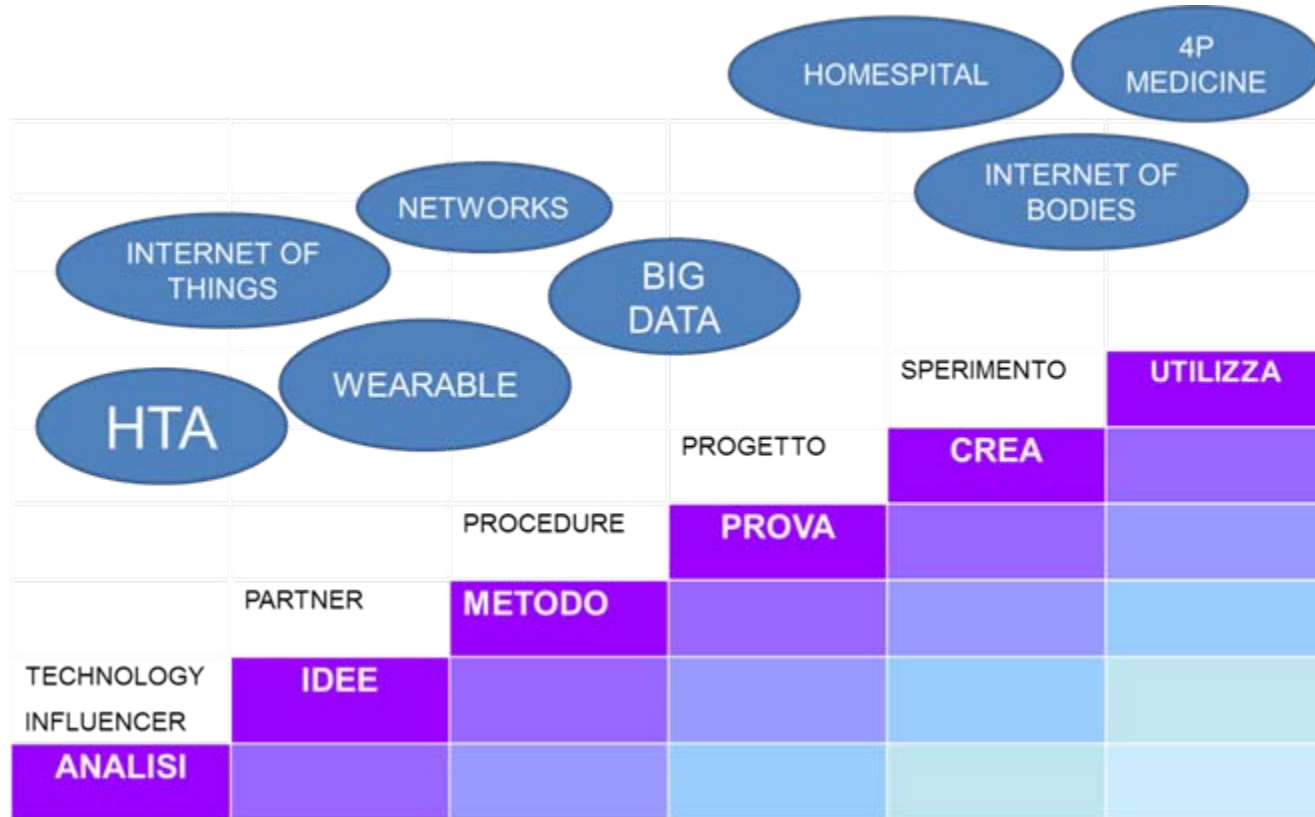 HOMESPITAL
4P
MEDICINE
INTERNET OF
BODIES
NETWORKS
INTERNET OF
THINGS
BIG
DATA
WEARABLE
HTA
SPERIMENTO
UTILIZZA
PROGETTO
CREA
PROCEDURE
PROVA
PARTNER
METODO
TECHNOLOGY
INFLUENCER
IDEE
ANALISI